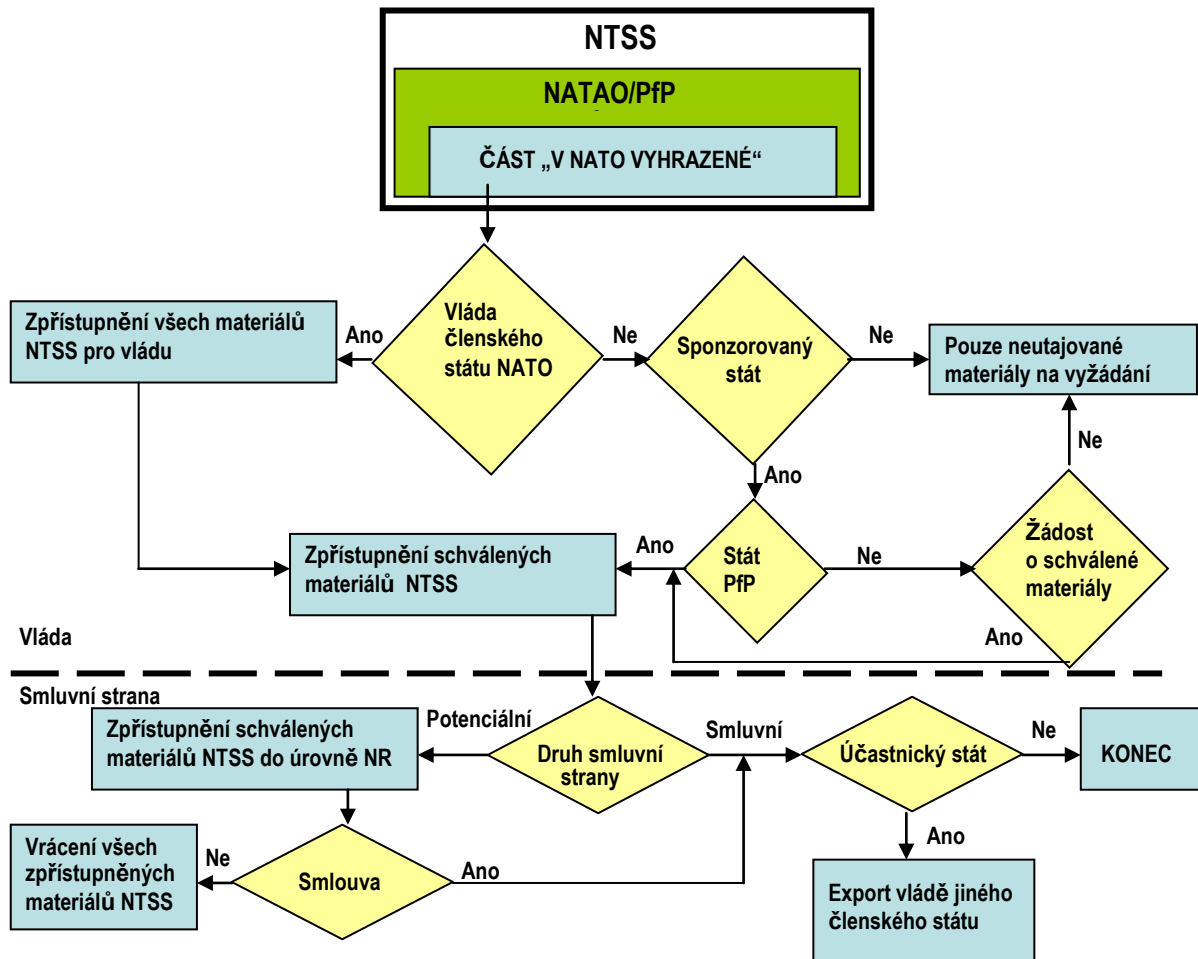 NTSS
NATAO/PfP
ČÁST „V NATO VYHRAZENÉ“
Zpřístupnění všech materiálů
NTSS pro vládu
Ano
Vláda
členského
státu NATO
Ne
Sponzorovaný
stát
Ne
Pouze neutajované
materiály na vyžádání
Ano
Ne
Zpřístupnění schválených
materiálů NTSS
Ano
Stát
PfP
Ne
Žádost
o schválené
materiály
Ano
Vláda
Smluvní strana
Zpřístupnění schválených
materiálů NTSS do úrovně NR
Potenciální
Druh smluvní
strany
Smluvní
Účastnický stát
Ne
KONEC
Vrácení všech
zpřístupněných
materiálů NTSS
Ne
Smlouva
Ano
Ano
Export vládě jiného
členského státu